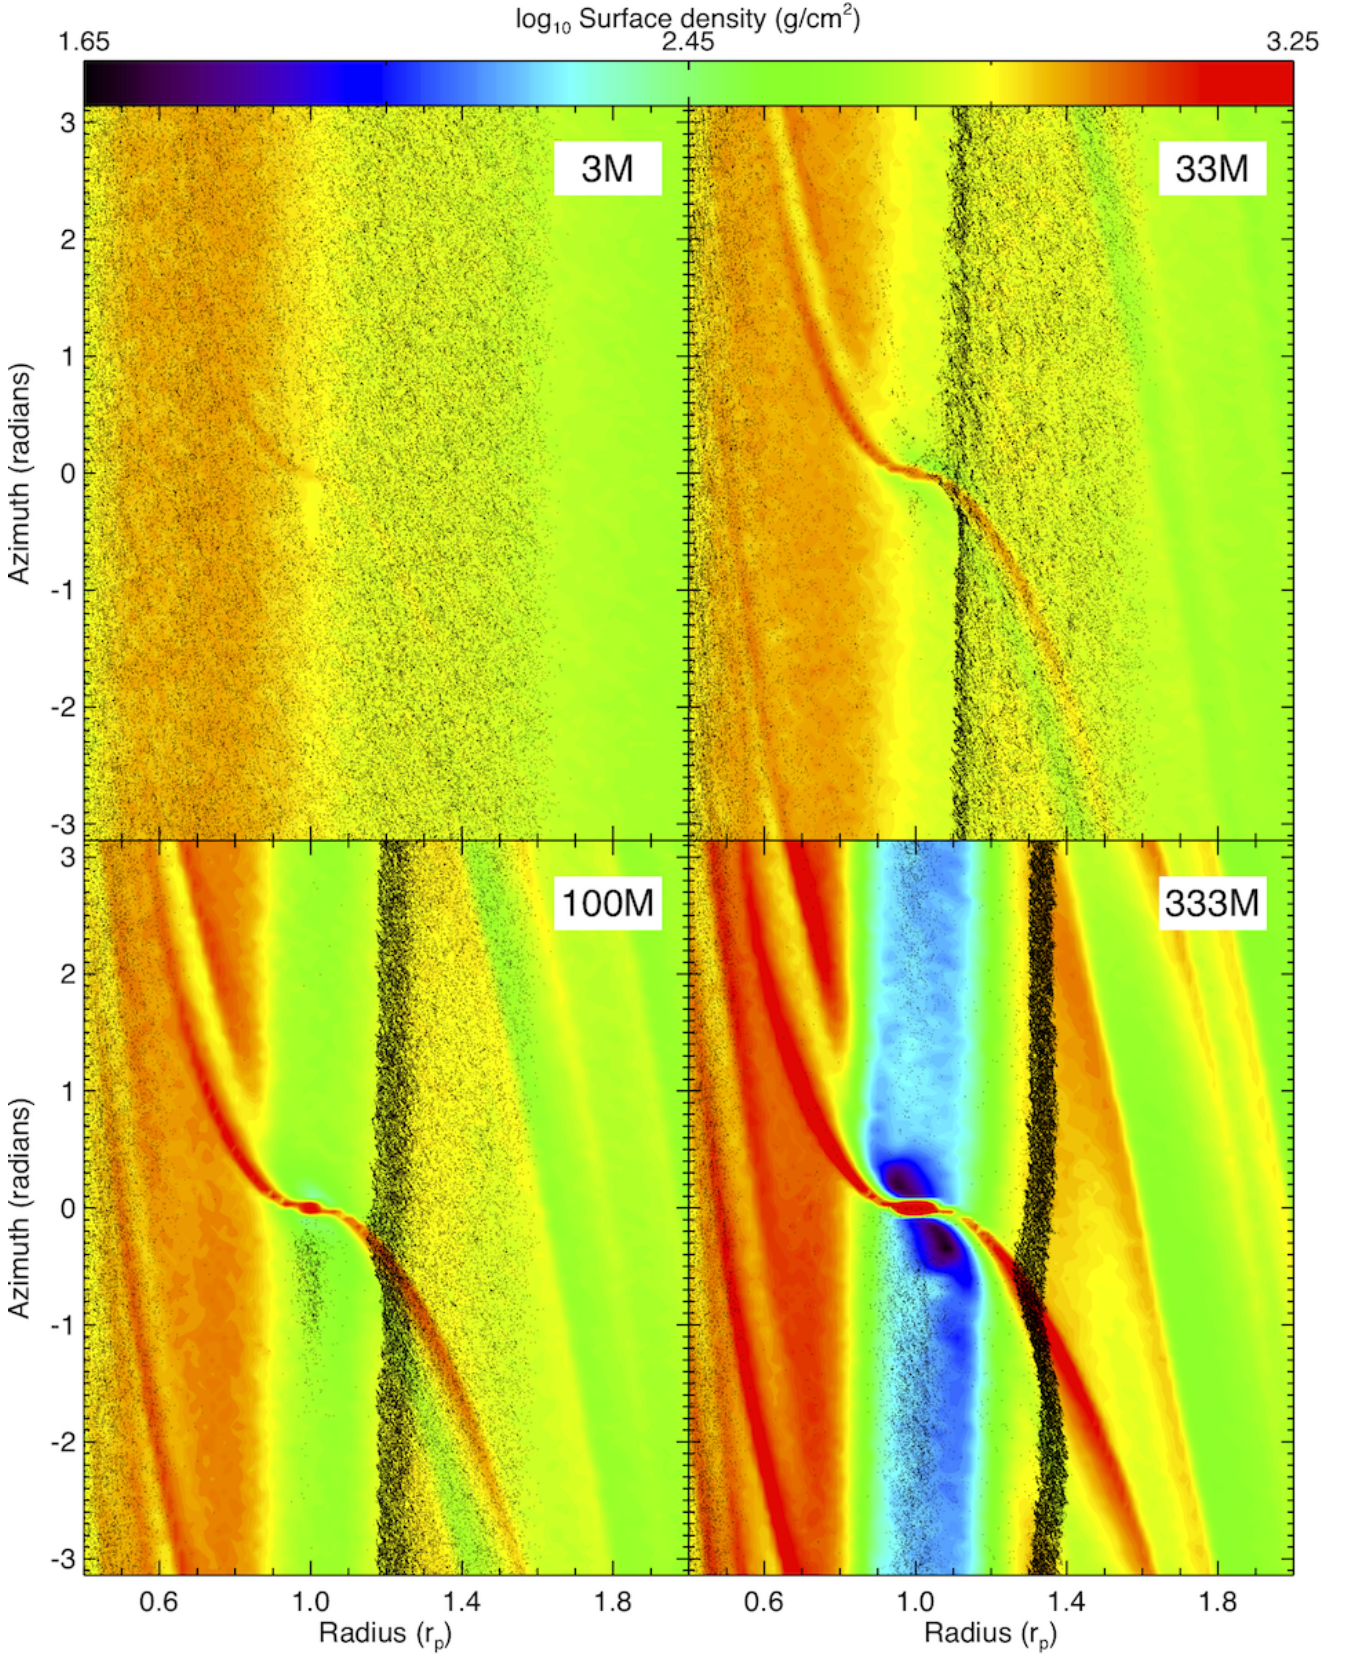 log₁₀ Surface density (g/cm²)
1.65 2.45 3.25
3M 33M
3
2
1
0
-1
-2
-3
Azimuth (radians)
100M 333M
3
2
1
0
-1
-2
-3
Azimuth (radians)
0.6 1.0 1.4 1.8 0.6 1.0 1.4 1.8
Radius (rₚ) Radius (rₚ)